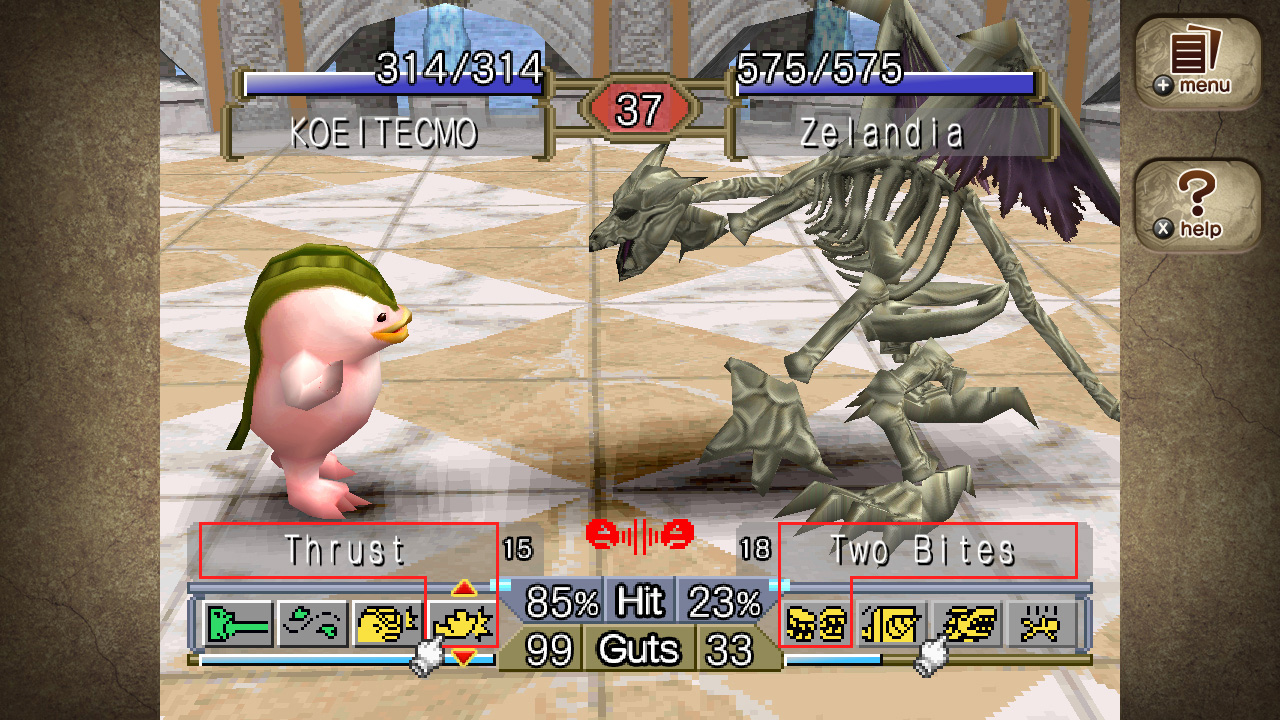 314/314
575/575
37
KOEITECMO
Zelandia
menu
help
Thrust
15
18
Two Bites
85% Hit 23%
99 Guts 33